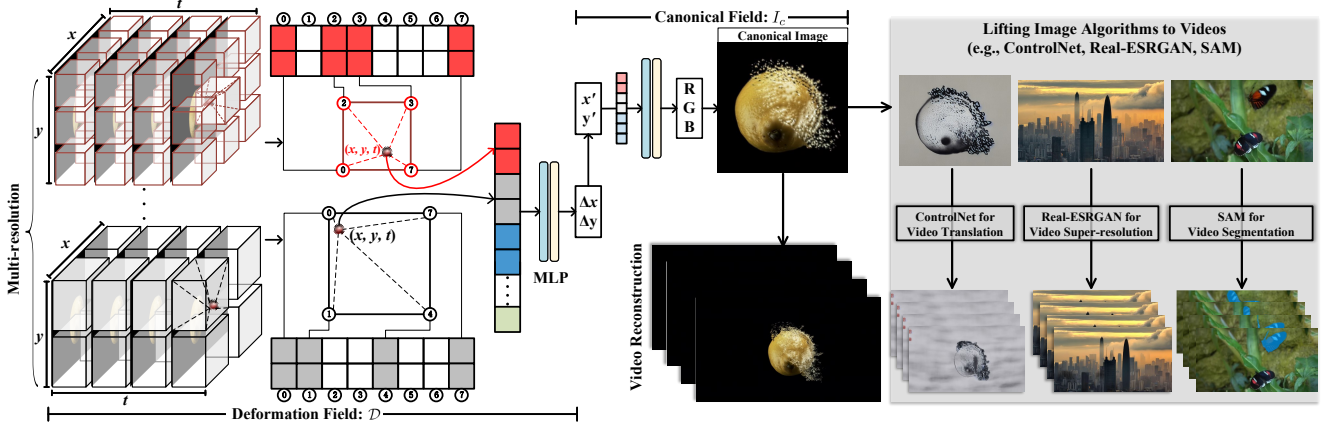 t
x
y
Multi-resolution
x
y
t
⓪ ① ② ③ ④ ⑤ ⑥ ⑦
② ③
(x, y, t)
⓪ ⑦
⓪ ⑦
(x, y, t)
① ④
⓪ ① ② ③ ④ ⑤ ⑥ ⑦
Deformation Field: 𝒟
MLP
Δx
Δy
x′
y′
Canonical Field: I_c
R
G
B
Canonical Image
Video Reconstruction
Lifting Image Algorithms to Videos
(e.g., ControlNet, Real-ESRGAN, SAM)
ControlNet for
Video Translation
Real-ESRGAN for
Video Super-resolution
SAM for
Video Segmentation